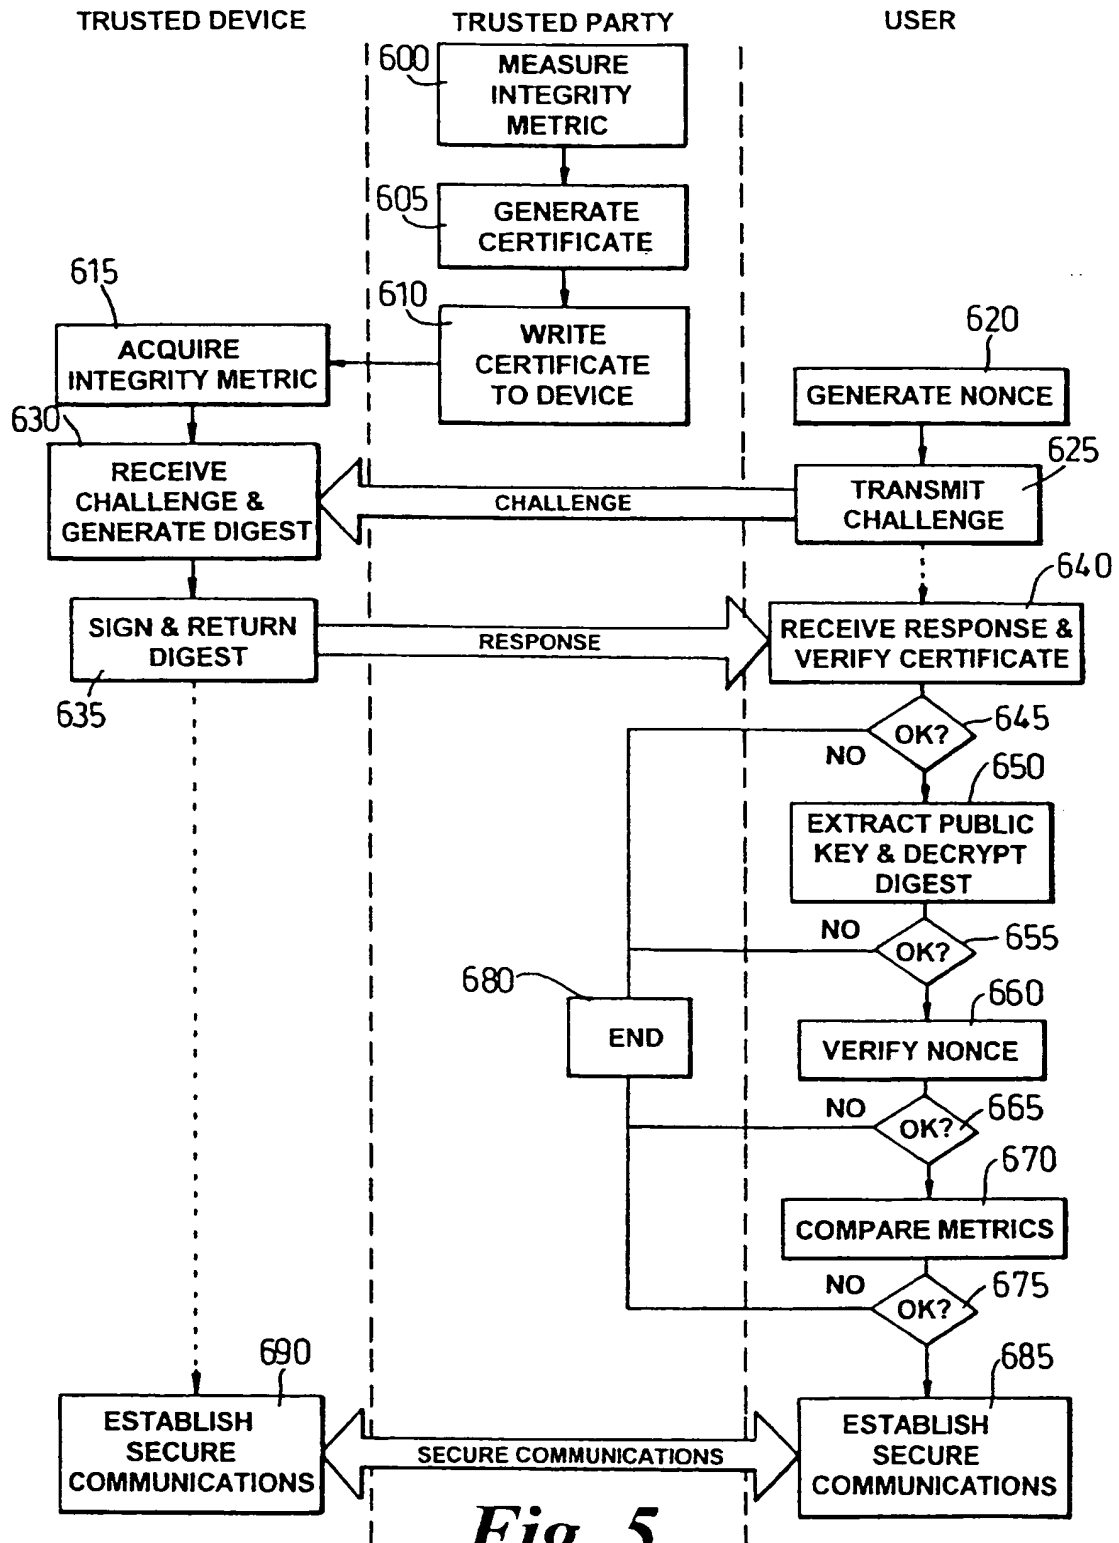 TRUSTED DEVICE
TRUSTED PARTY
USER
600
MEASURE
INTEGRITY
METRIC
605
GENERATE
CERTIFICATE
610
WRITE
CERTIFICATE
TO DEVICE
615
ACQUIRE
INTEGRITY METRIC
620
GENERATE NONCE
630
RECEIVE
CHALLENGE &
GENERATE DIGEST
CHALLENGE
625
TRANSMIT
CHALLENGE
SIGN & RETURN
DIGEST
635
RESPONSE
640
RECEIVE RESPONSE &
VERIFY CERTIFICATE
OK?
645
NO
650
EXTRACT PUBLIC
KEY & DECRYPT
DIGEST
NO
OK?
655
680
END
660
VERIFY NONCE
NO
OK?
665
670
COMPARE METRICS
NO
OK?
675
690
ESTABLISH
SECURE
COMMUNICATIONS
SECURE COMMUNICATIONS
685
ESTABLISH
SECURE
COMMUNICATIONS
Fig. 5